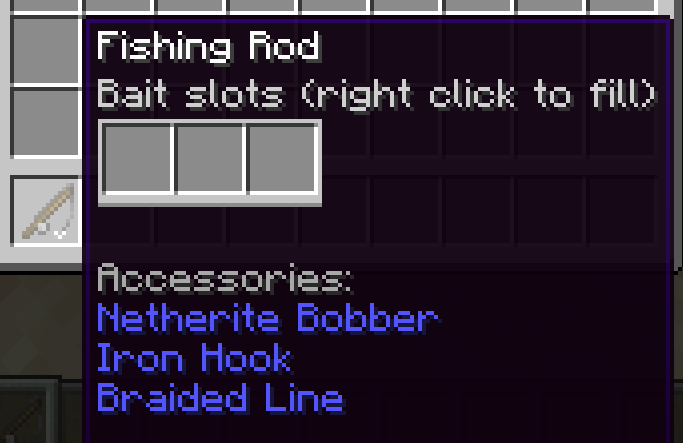 Fishing Rod
Bait slots (right click to fill)
Accessories:
Netherite Bobber
Iron Hook
Braided Line